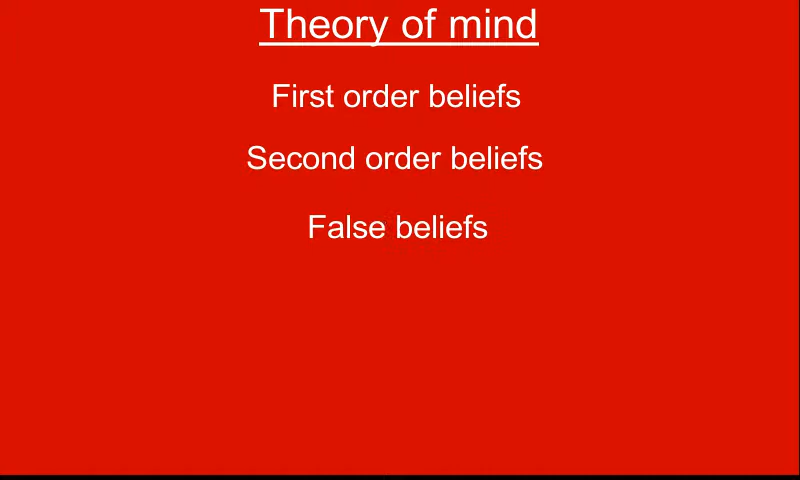 Theory of mind
First order beliefs
Second order beliefs
False beliefs